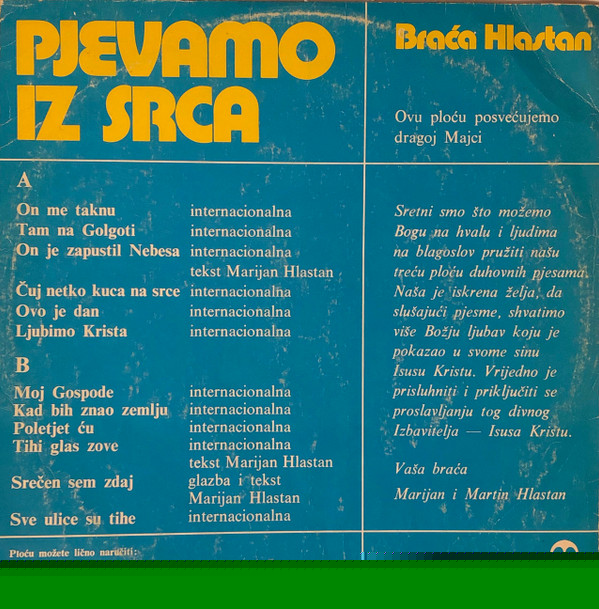 PJEVAMO
IZ SRCA
Braća Hlastan
Ovu ploču posvećujemo
dragoj Majci
A
On me taknu internacionalna
Tam na Golgoti internacionalna
On je zapustil Nebesa internacionalna
tekst Marijan Hlastan
Čuj netko kuca na srce internacionalna
Ovo je dan internacionalna
Ljubimo Krista internacionalna
B
Moj Gospode internacionalna
Kad bih znao zemlju internacionalna
Poletjet ću internacionalna
Tihi glas zove internacionalna
tekst Marijan Hlastan
Srečen sem zdaj glazba i tekst
Marijan Hlastan
Sve ulice su tihe internacionalna
Sretni smo što možemo
Bogu na hvalu i ljudima
na blagoslov pružiti našu
treću ploču duhovnih pjesama.
Naša je iskrena želja, da
slušajući pjesme, shvatimo
više Božju ljubav koju je
pokazao u svome sinu
Isusu Kristu. Vrijedno je
prisluhniti i priključiti se
proslavljanju tog divnog
Izbavitelja — Isusa Kristu.
Vaša braća
Marijan i Martin Hlastan
Ploču možete lično naručiti: